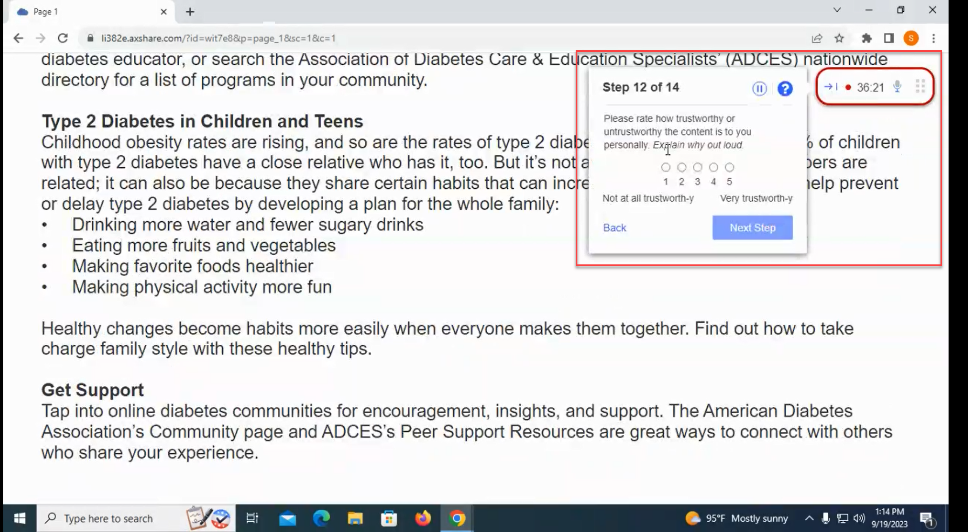 Page 1
li382e.axshare.com/?id=wit7e8&p=page_1&sc=1&c=1
S
diabetes educator, or search the Association of Diabetes Care & Education Specialists' (ADCES) nationwide
directory for a list of programs in your community.
Type 2 Diabetes in Children and Teens
Childhood obesity rates are rising, and so are the rates of type 2 diabe % of children
with type 2 diabetes have a close relative who has it, too. But it's not a bers are
related; it can also be because they share certain habits that can incre help prevent
or delay type 2 diabetes by developing a plan for the whole family:
• Drinking more water and fewer sugary drinks
• Eating more fruits and vegetables
• Making favorite foods healthier
• Making physical activity more fun
Healthy changes become habits more easily when everyone makes them together. Find out how to take
charge family style with these healthy tips.
Get Support
Tap into online diabetes communities for encouragement, insights, and support. The American Diabetes
Association's Community page and ADCES's Peer Support Resources are great ways to connect with others
who share your experience.
Step 12 of 14
?
36:21
Please rate how trustworthy or
untrustworthy the content is to you
personally. Explain why out loud.
1 2 3 4 5
Not at all trustworth-y Very trustworth-y
Back Next Step
Type here to search
95°F Mostly sunny
1:14 PM
9/19/2023
1